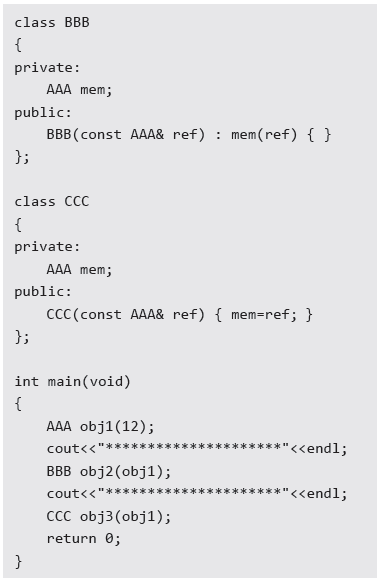 class BBB
{
private:
    AAA mem;
public:
    BBB(const AAA& ref) : mem(ref) { }
};

class CCC
{
private:
    AAA mem;
public:
    CCC(const AAA& ref) { mem=ref; }
};

int main(void)
{
    AAA obj1(12);
    cout<<"*********************"<<endl;
    BBB obj2(obj1);
    cout<<"*********************"<<endl;
    CCC obj3(obj1);
    return 0;
}